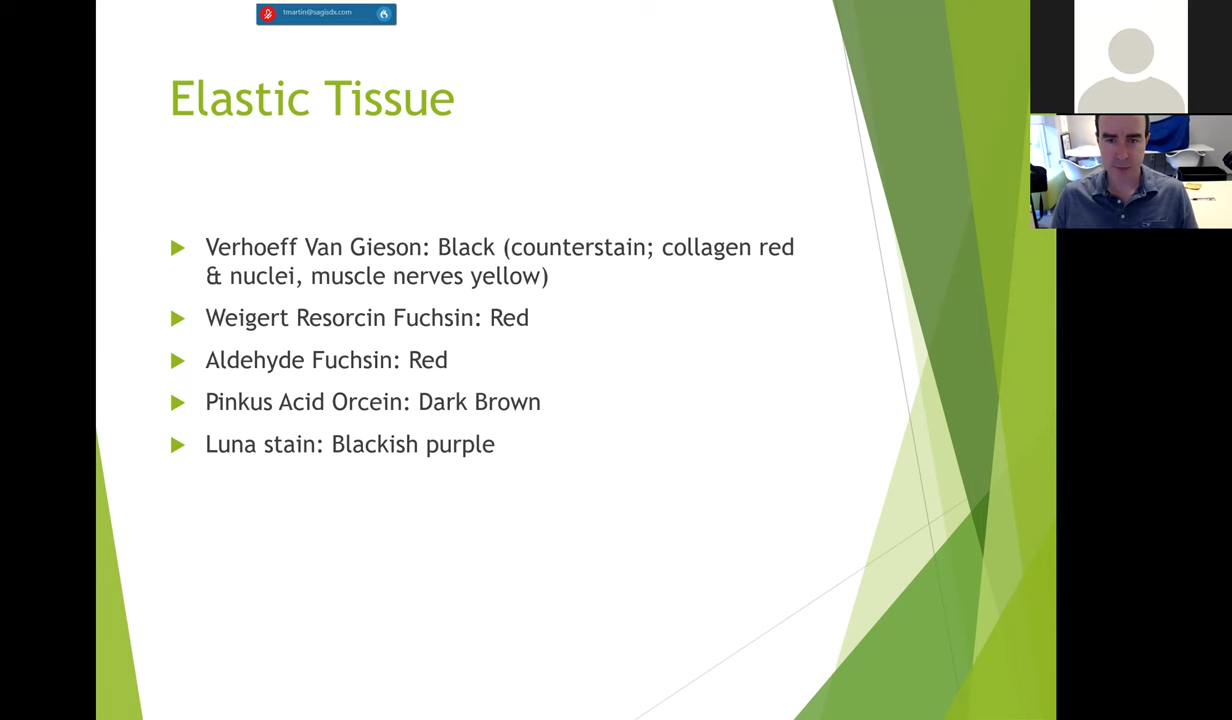 tmartin@sagisdx.com
Elastic Tissue
Verhoeff Van Gieson: Black (counterstain; collagen red
& nuclei, muscle nerves yellow)
Weigert Resorcin Fuchsin: Red
Aldehyde Fuchsin: Red
Pinkus Acid Orcein: Dark Brown
Luna stain: Blackish purple